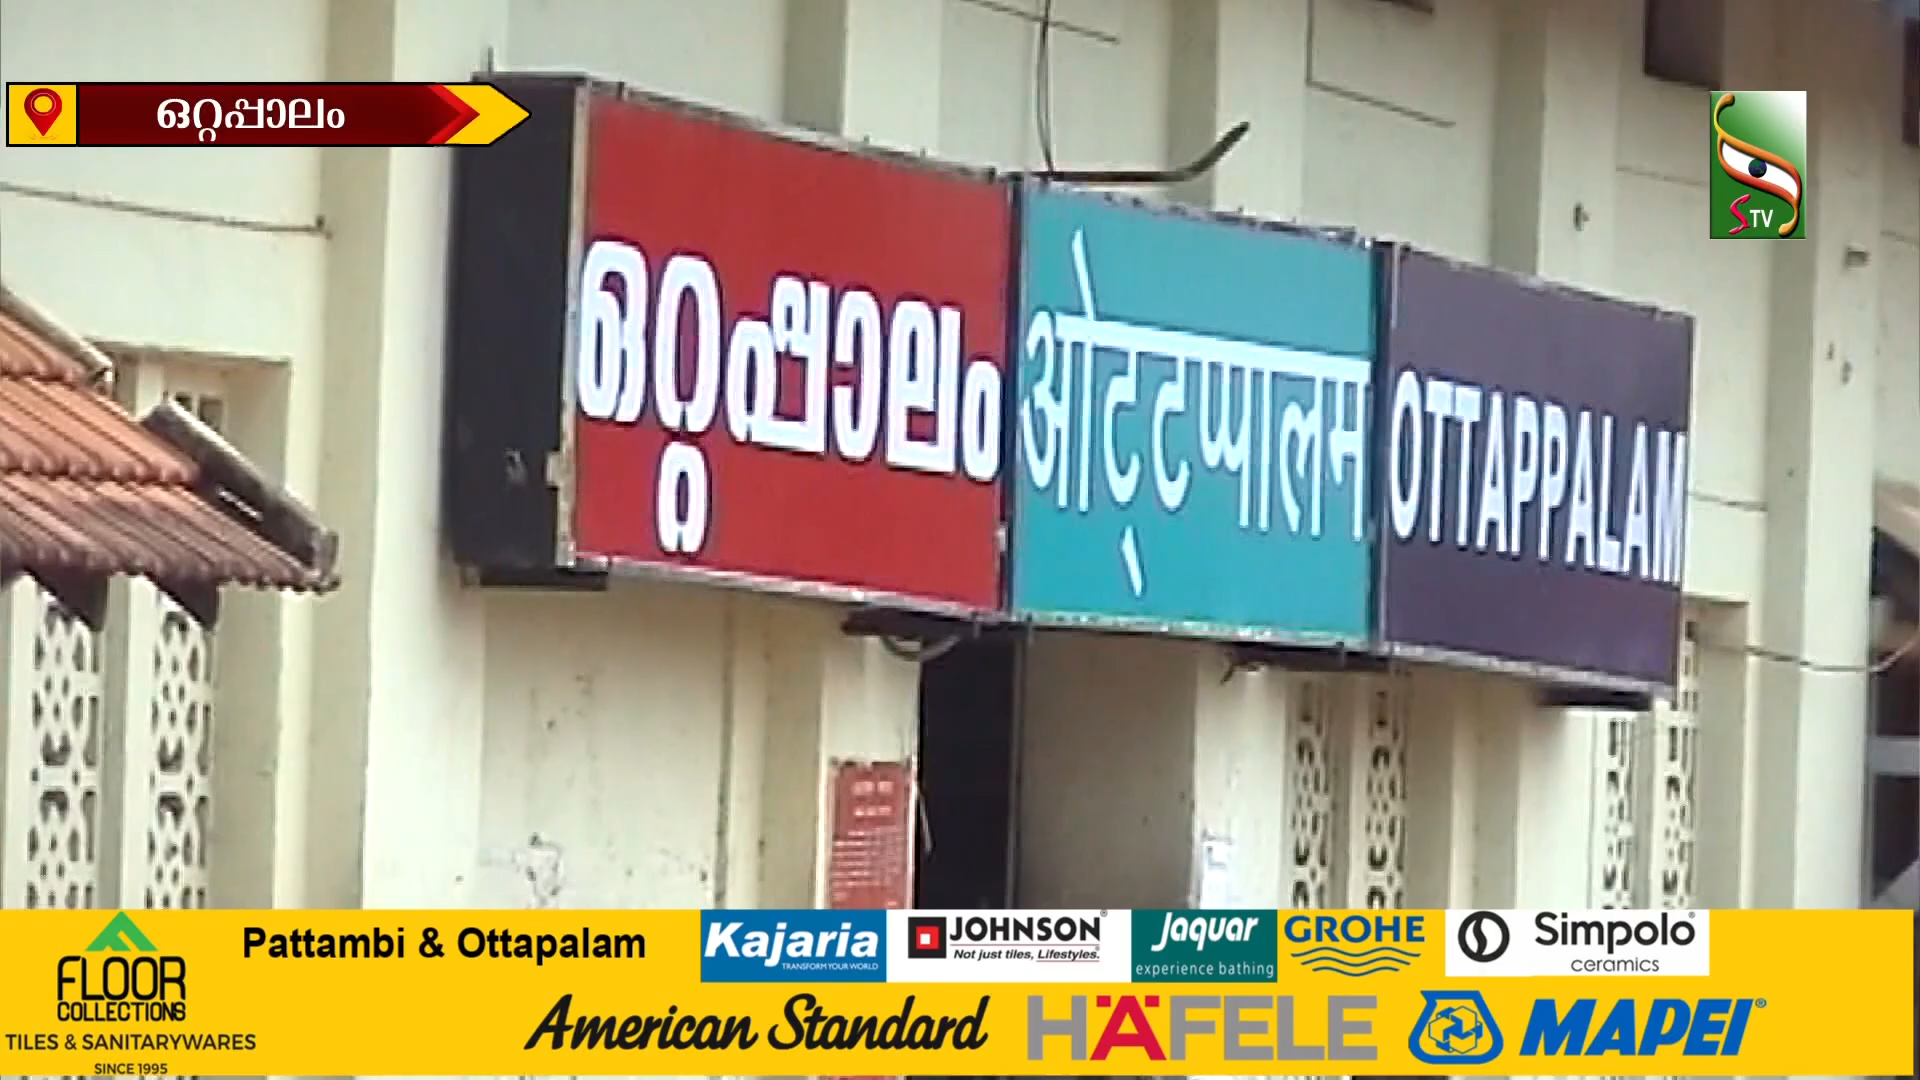 ഒറ്റപ്പാലം
STV
ഒറ്റപ്പാലം
ओट्टप्पालम
OTTAPPALAM
FLOOR
COLLECTIONS
TILES & SANITARYWARES
SINCE 1995
Pattambi & Ottapalam
Kajaria
TRANSFORM YOUR WORLD
JOHNSON®
Not just tiles, Lifestyles.
Jaquar
experience bathing
GROHE
Simpolo
ceramics
American Standard
HÄFELE
MAPEI®